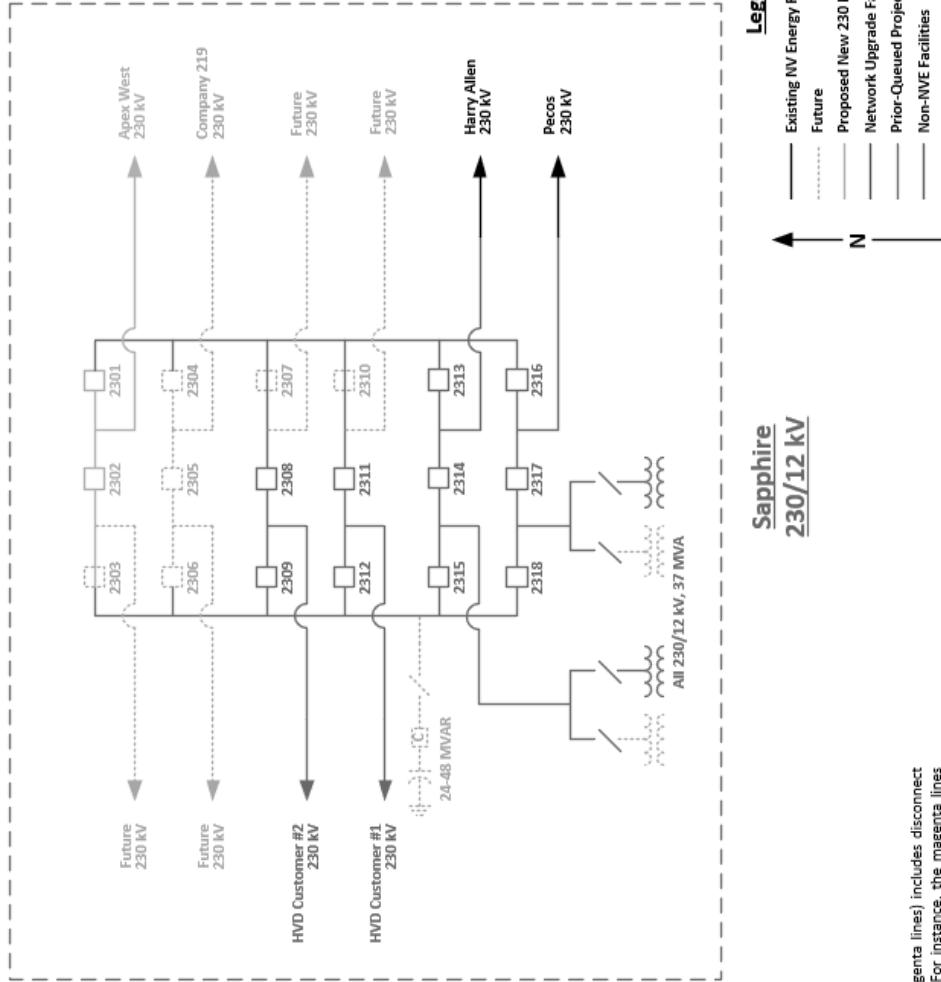 Apex West
230 kV
Company 219
230 kV
Future
230 kV
Future
230 kV
Harry Allen
230 kV
Pecos
230 kV
2301
2304
2307
2310
2313
2316
2302
2305
2308
2311
2314
2317
2303
2306
2309
2312
2315
2318
C
24-48 MVAR
All 230/12 kV, 37 MVA
Future
230 kV
Future
230 kV
HVD Customer #2
230 kV
HVD Customer #1
230 kV
Sapphire
230/12 kV
N
Existing NV Energy
Future
Proposed New 230
Network Upgrade
Prior-Queued
Non-NVE Facilities
lines) includes disconnect
For instance, the magenta lines